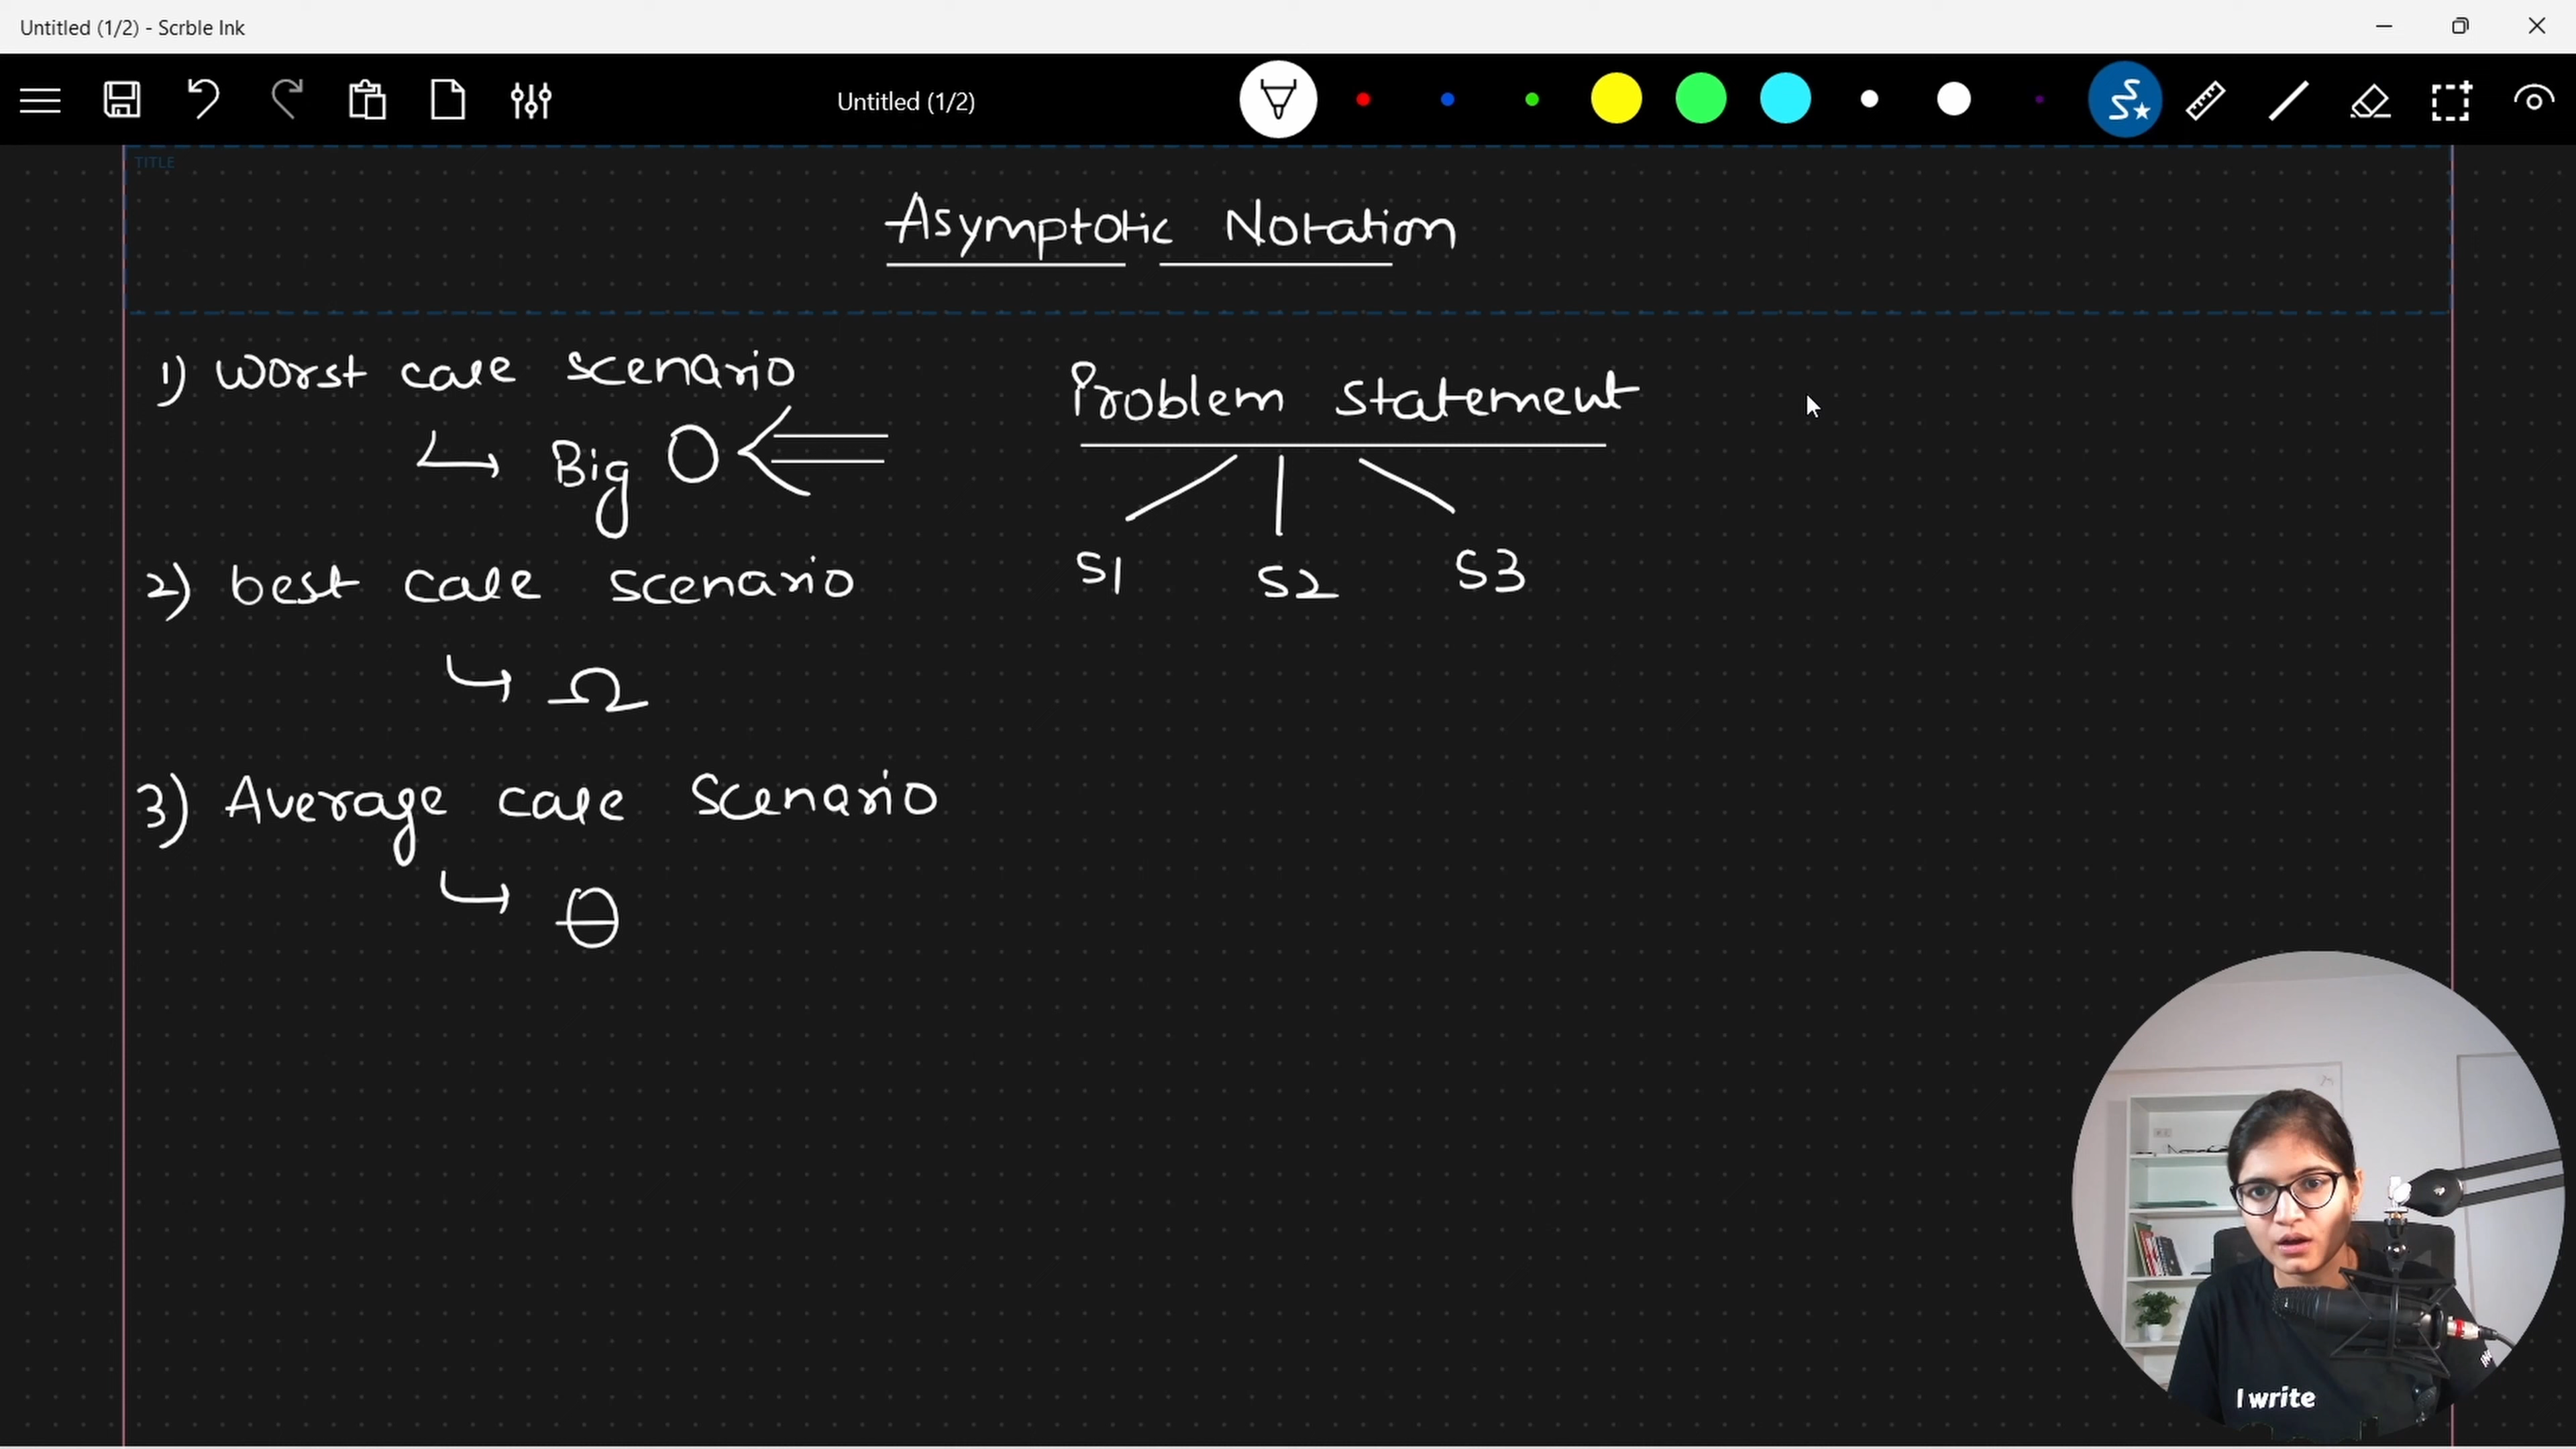 Untitled (1/2) - Scrble Ink
Untitled (1/2)
TITLE
Asymptotic Notation
1) Worst case scenario
Big O
2) best case scenario
Ω
3) Average case Scenario
θ
Problem statement
S1 S2 S3
I write